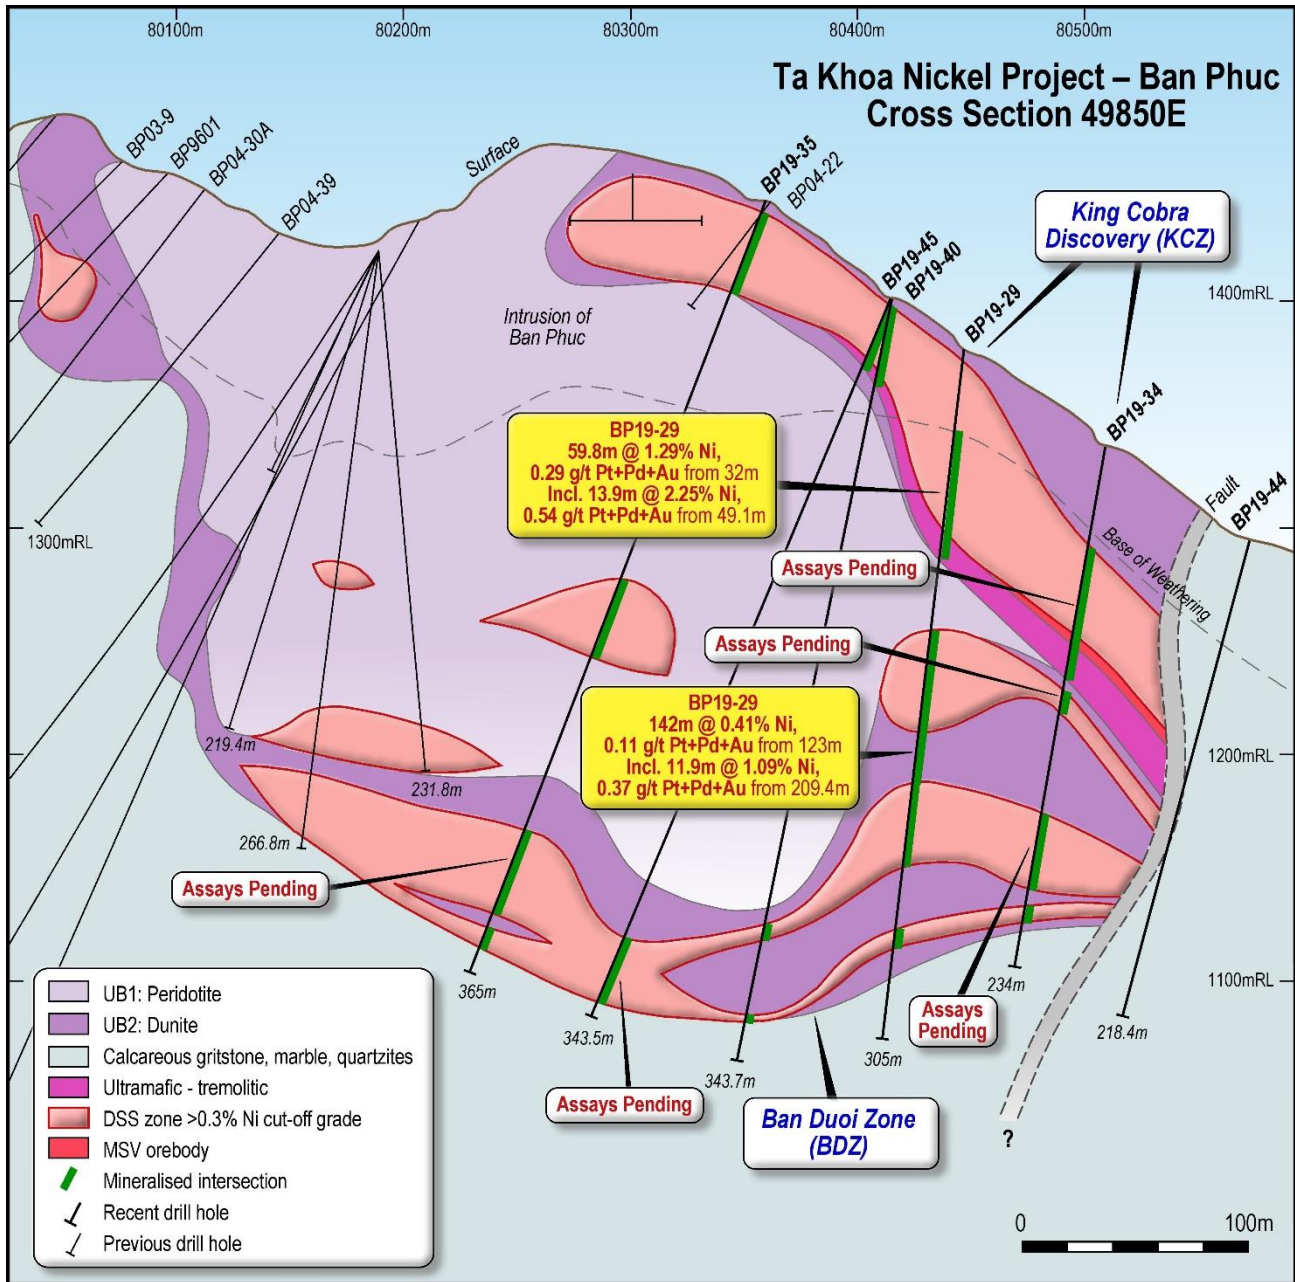 80100m
80200m
80300m
80400m
80500m
Ta Khoa Nickel Project – Ban Phuc
Cross Section 49850E
BP03-9
BP9601
BP04-30A
BP04-39
Surface
BP19-35
BP04-22
King Cobra
Discovery (KCZ)
BP19-45
BP19-40
BP19-29
1400mRL
Intrusion of
Ban Phuc
BP19-34
BP19-29
59.8m @ 1.29% Ni,
0.29 g/t Pt+Pd+Au from 32m
Incl. 13.9m @ 2.25% Ni,
0.54 g/t Pt+Pd+Au from 49.1m
Fault
BP19-44
1300mRL
Base of Weathering
Assays Pending
Assays Pending
BP19-29
142m @ 0.41% Ni,
0.11 g/t Pt+Pd+Au from 123m
Incl. 11.9m @ 1.09% Ni,
0.37 g/t Pt+Pd+Au from 209.4m
219.4m
231.8m
1200mRL
266.8m
Assays Pending
365m
343.5m
343.7m
305m
234m
1100mRL
218.4m
Assays
Pending
Assays Pending
Ban Duoi Zone
(BDZ)
?
UB1: Peridotite
UB2: Dunite
Calcareous gritstone, marble, quartzites
Ultramafic - tremolitic
DSS zone >0.3% Ni cut-off grade
MSV orebody
Mineralised intersection
Recent drill hole
Previous drill hole
0
100m